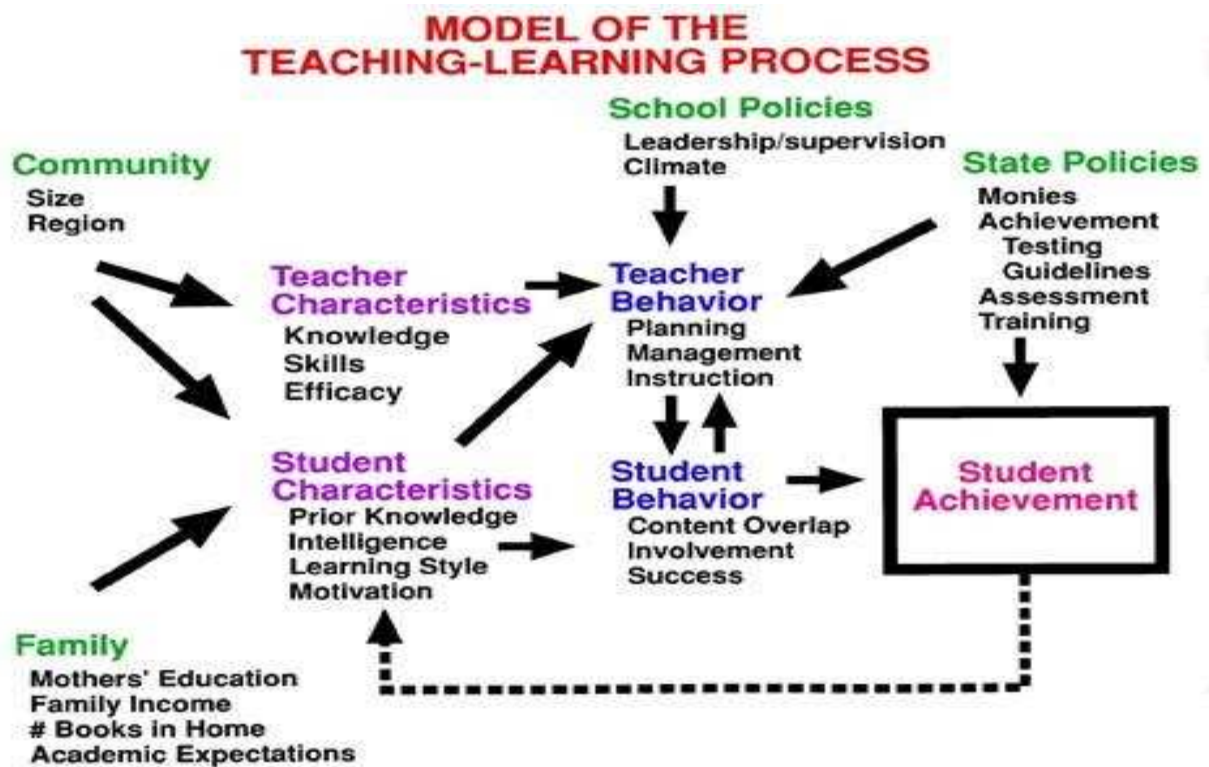 MODEL OF THE
TEACHING-LEARNING PROCESS
School Policies
Leadership/supervision
Climate
Community
Size
Region
State Policies
Monies
Achievement
Testing
Guidelines
Assessment
Training
Teacher
Characteristics
Knowledge
Skills
Efficacy
Teacher
Behavior
Planning
Management
Instruction
Student
Characteristics
Prior Knowledge
Intelligence
Learning Style
Motivation
Student
Behavior
Content Overlap
Involvement
Success
Student
Achievement
Family
Mothers' Education
Family Income
# Books in Home
Academic Expectations